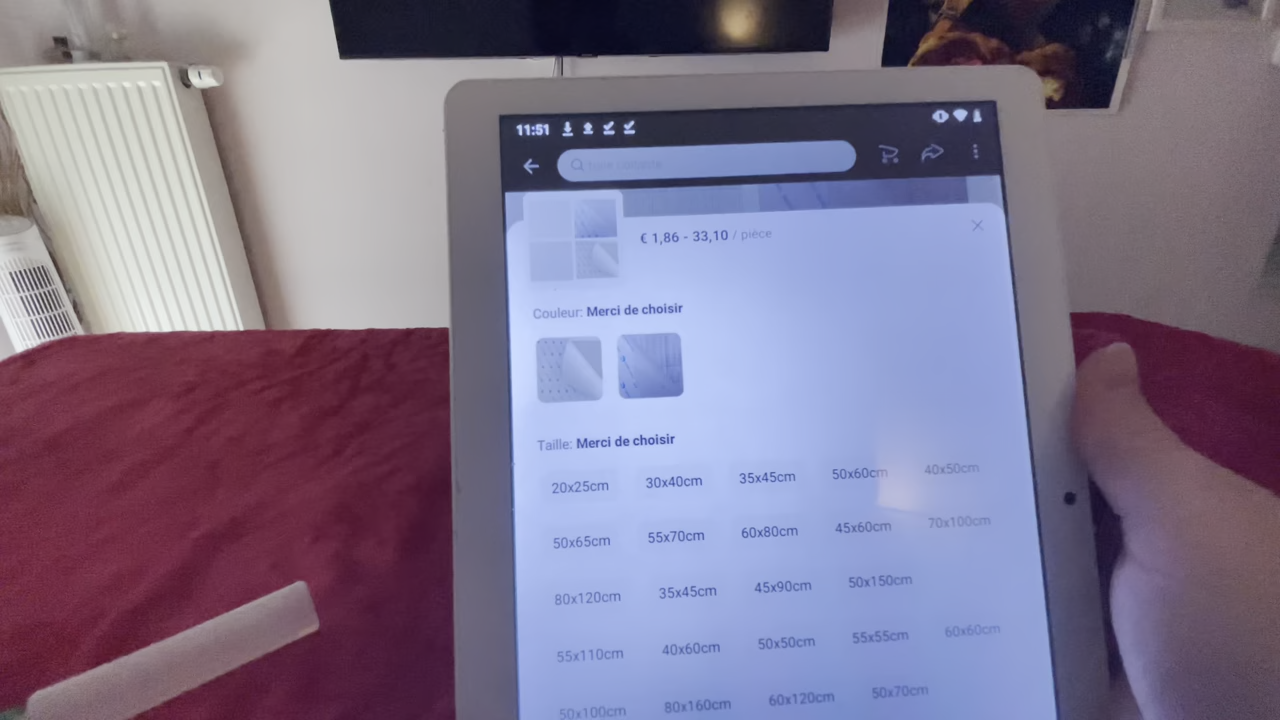 11:51
€ 1,86 - 33,10 / pièce
Couleur: Merci de choisir
Taille: Merci de choisir
20x25cm 30x40cm 35x45cm 50x60cm 40x50cm
50x65cm 55x70cm 60x80cm 45x60cm 70x100cm
80x120cm 35x45cm 45x90cm 50x150cm
55x110cm 40x60cm 50x50cm 55x55cm 60x60cm
50x100cm 80x160cm 60x120cm 50x70cm